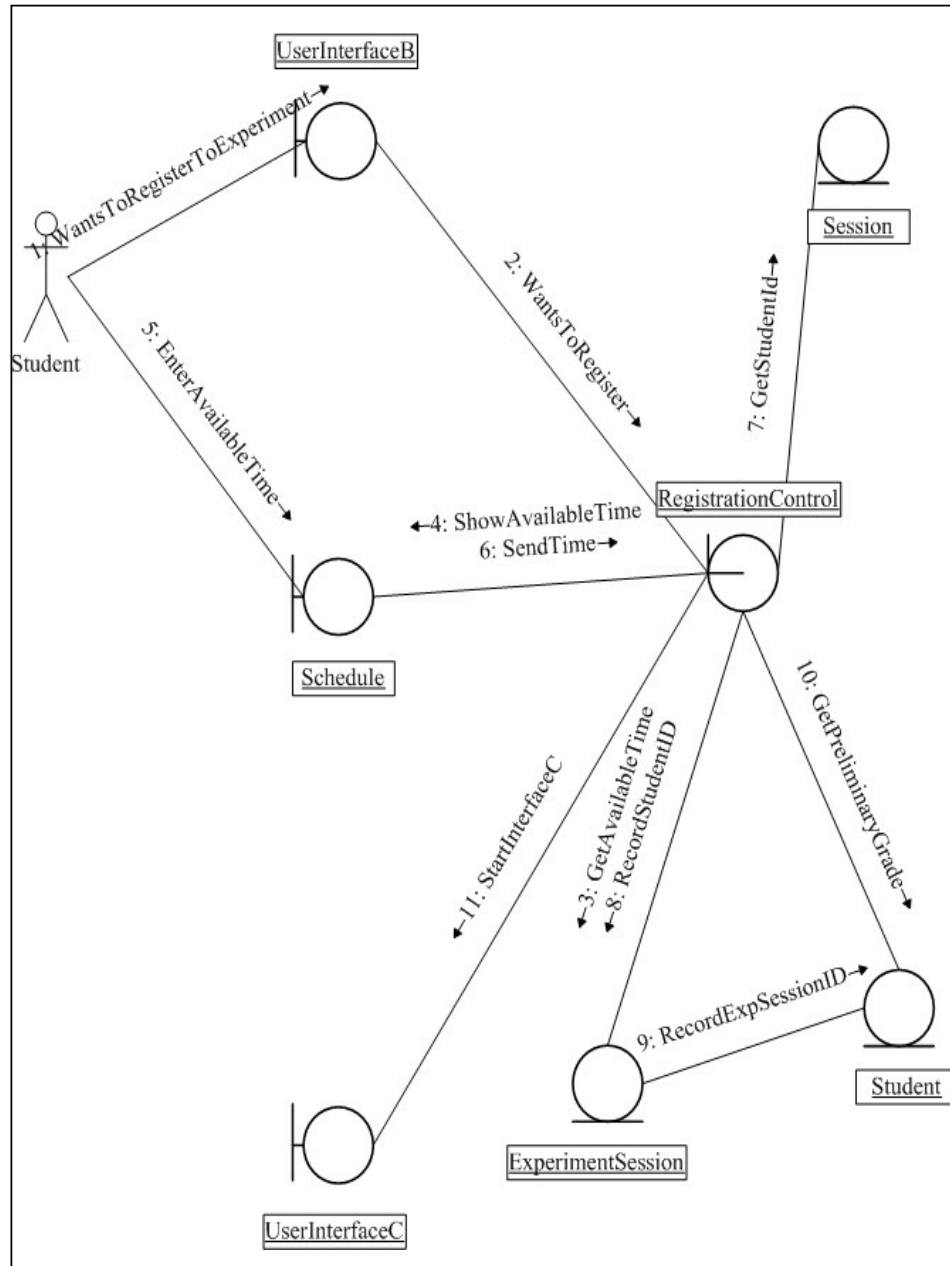 UserInterfaceB
1: WantsToRegisterToExperiment
Session
Student
2: WantsToRegister
7: GetStudentId
5: EnterAvailableTime
RegistrationControl
4: ShowAvailableTime
6: SendTime
Schedule
10: GetPreliminaryGrade
3: GetAvailableTime
8: RecordStudentID
11: StartInterfaceC
9: RecordExpSessionID
Student
ExperimentSession
UserInterfaceC